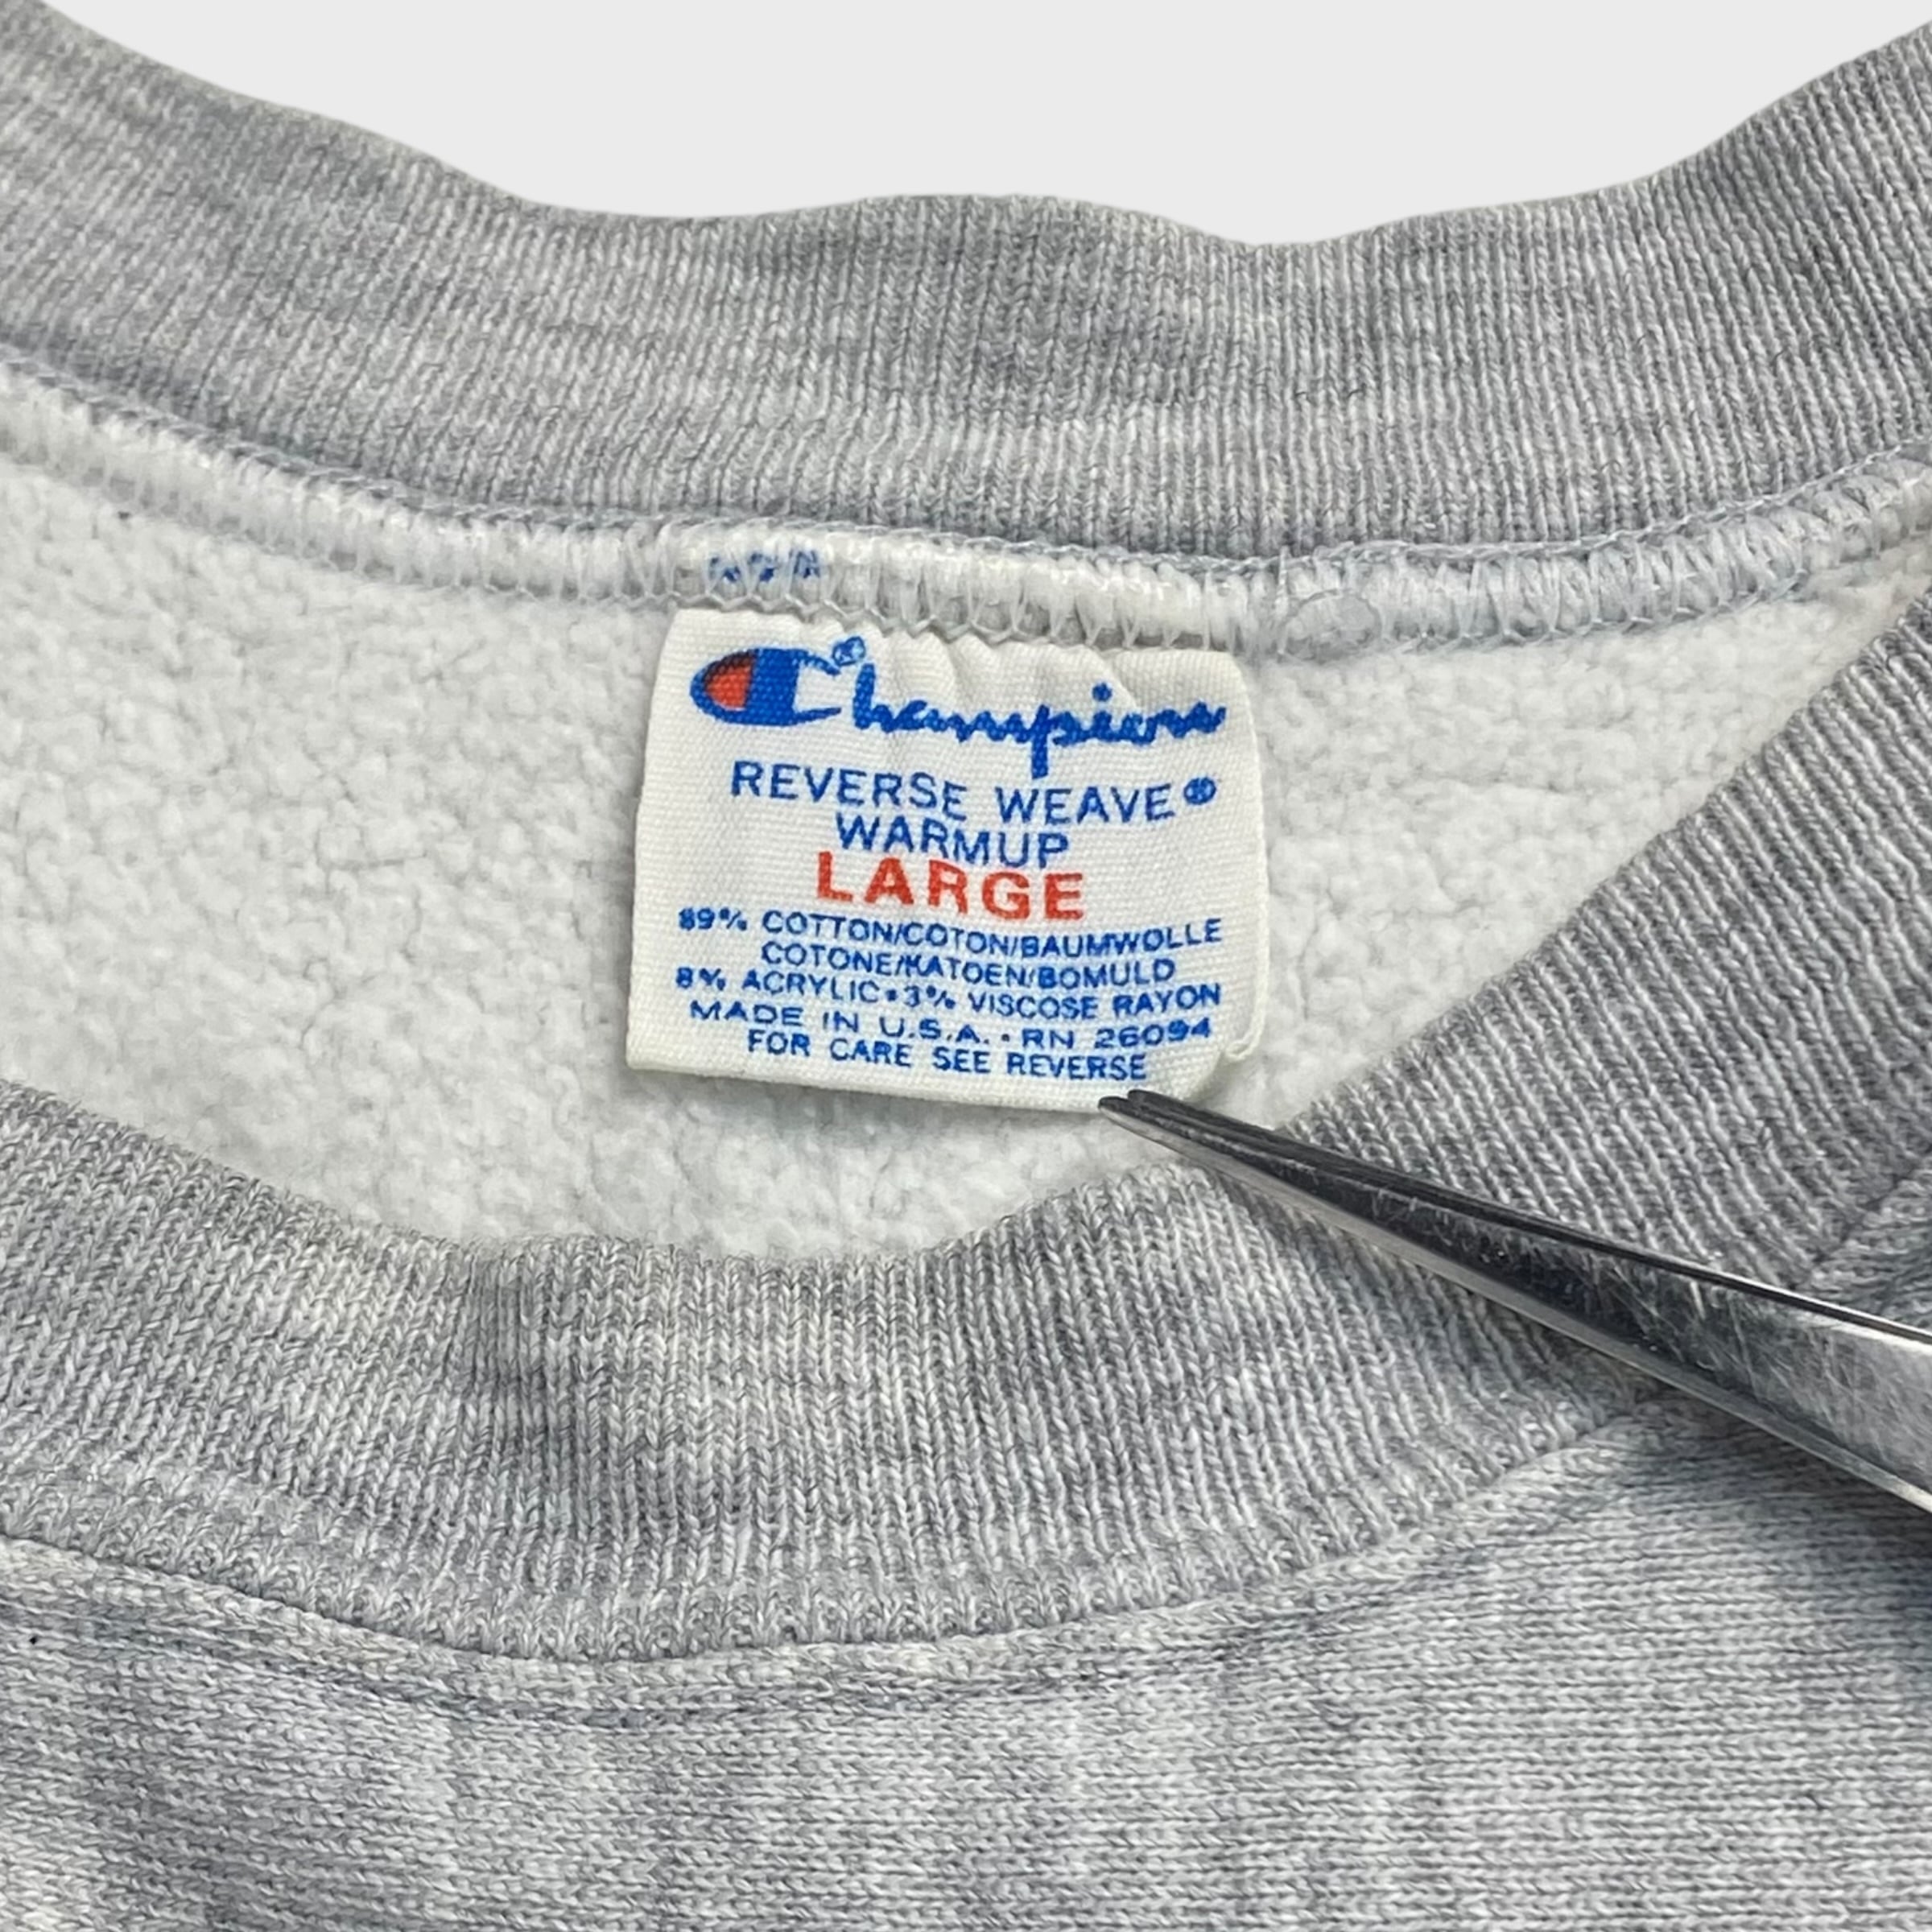 Champion®
REVERSE WEAVE®
WARMUP
LARGE
89% COTTON/COTON/BAUMWOLLE
COTONE/KATOEN/BOMULD
8% ACRYLIC•3% VISCOSE RAYON
MADE IN U.S.A. • RN 26094
FOR CARE SEE REVERSE